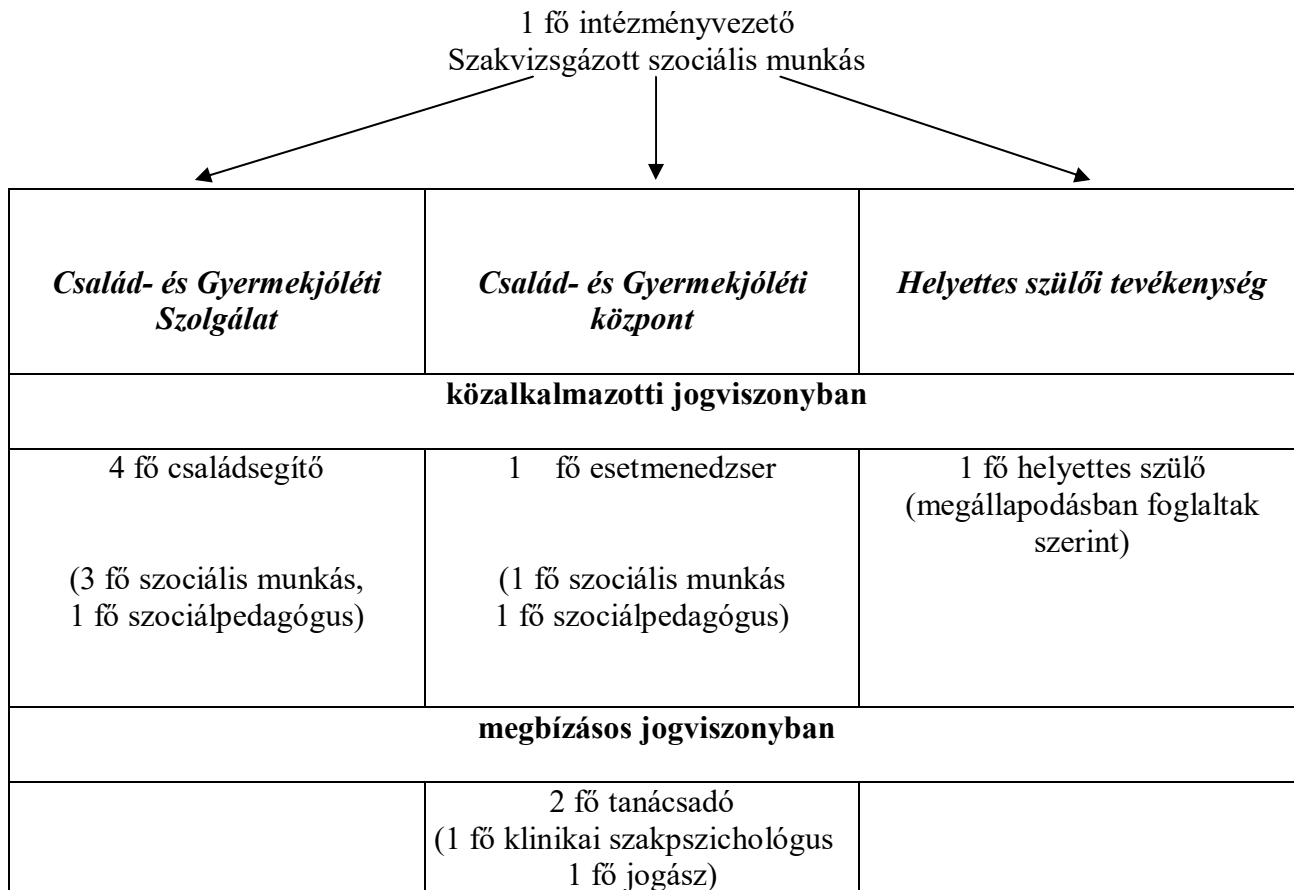 1 fő intézményvezető
Szakvizsgázott szociális munkás
Család- és Gyermekjóléti
Szolgálat
Család- és Gyermekjóléti
központ
Helyettes szülői tevékenység
közalkalmazotti jogviszonyban
4 fő családsegítő
(3 fő szociális munkás,
1 fő szociálpedagógus)
1 fő esetmenedzser
(1 fő szociális munkás
1 fő szociálpedagógus)
1 fő helyettes szülő
(megállapodásban foglaltak
szerint)
megbízásos jogviszonyban
2 fő tanácsadó
(1 fő klinikai szakpszichológus
1 fő jogász)